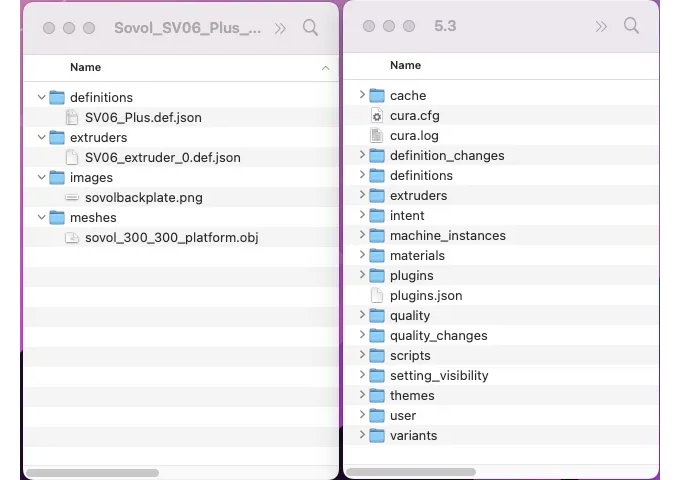 Sovol_SV06_Plus_...
Name
definitions
SV06_Plus.def.json
extruders
SV06_extruder_0.def.json
images
sovolbackplate.png
meshes
sovol_300_300_platform.obj
5.3
Name
cache
cura.cfg
cura.log
definition_changes
definitions
extruders
intent
machine_instances
materials
plugins
plugins.json
quality
quality_changes
scripts
setting_visibility
themes
user
variants